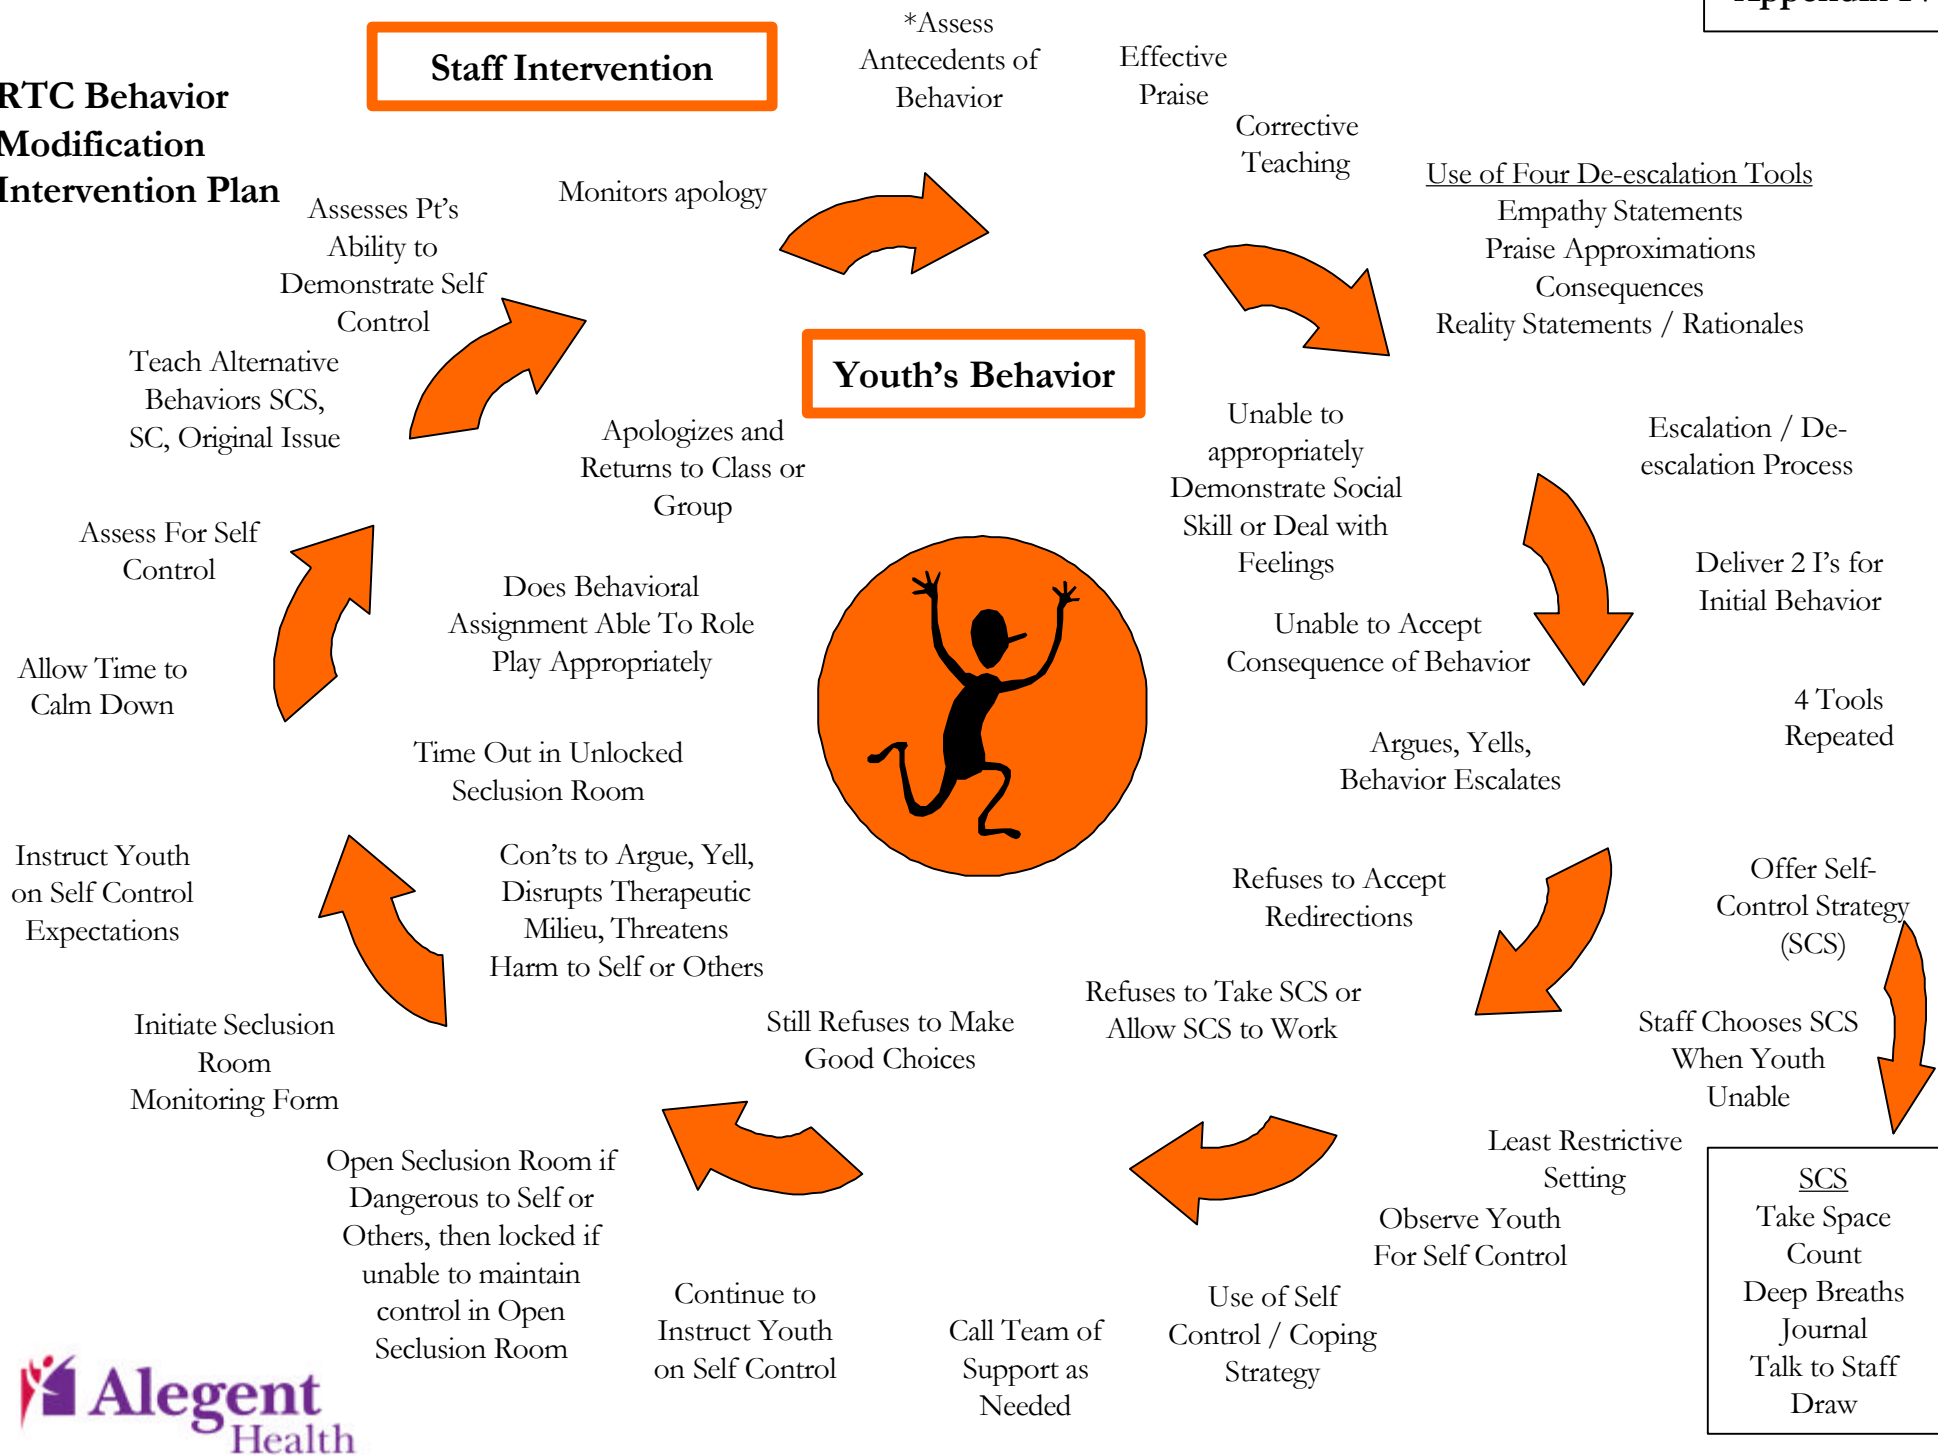 RTC Behavior
Modification
Intervention Plan
Staff Intervention
*Assess
Antecedents of
Behavior
Effective
Praise
Corrective
Teaching
Use of Four De-escalation Tools
Empathy Statements
Praise Approximations
Consequences
Reality Statements / Rationales
Escalation / De-
escalation Process
Deliver 2 I's for
Initial Behavior
4 Tools
Repeated
Offer Self-
Control Strategy
(SCS)
Staff Chooses SCS
When Youth
Unable
SCS
Take Space
Count
Deep Breaths
Journal
Talk to Staff
Draw
Least Restrictive
Setting
Observe Youth
For Self Control
Use of Self
Control / Coping
Strategy
Call Team of
Support as
Needed
Continue to
Instruct Youth
on Self Control
Open Seclusion Room if
Dangerous to Self or
Others, then locked if
unable to maintain
control in Open
Seclusion Room
Initiate Seclusion
Room
Monitoring Form
Instruct Youth
on Self Control
Expectations
Allow Time to
Calm Down
Assess For Self
Control
Teach Alternative
Behaviors SCS,
SC, Original Issue
Assesses Pt's
Ability to
Demonstrate Self
Control
Monitors apology
Youth's Behavior
Unable to
appropriately
Demonstrate Social
Skill or Deal with
Feelings
Unable to Accept
Consequence of Behavior
Argues, Yells,
Behavior Escalates
Refuses to Accept
Redirections
Refuses to Take SCS or
Allow SCS to Work
Still Refuses to Make
Good Choices
Con'ts to Argue, Yell,
Disrupts Therapeutic
Milieu, Threatens
Harm to Self or Others
Time Out in Unlocked
Seclusion Room
Does Behavioral
Assignment Able To Role
Play Appropriately
Apologizes and
Returns to Class or
Group
Alegent
Health